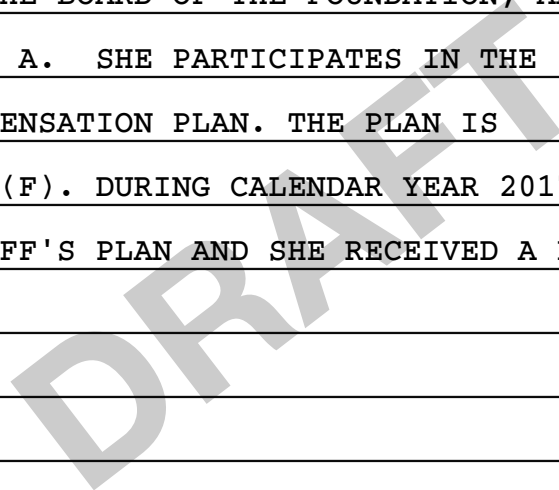 THE BOARD OF THE FOUNDATION,
A. SHE PARTICIPATES IN THE
ENSATION PLAN. THE PLAN IS
(F). DURING CALENDAR YEAR 201
FF'S PLAN AND SHE RECEIVED A
DRAFT